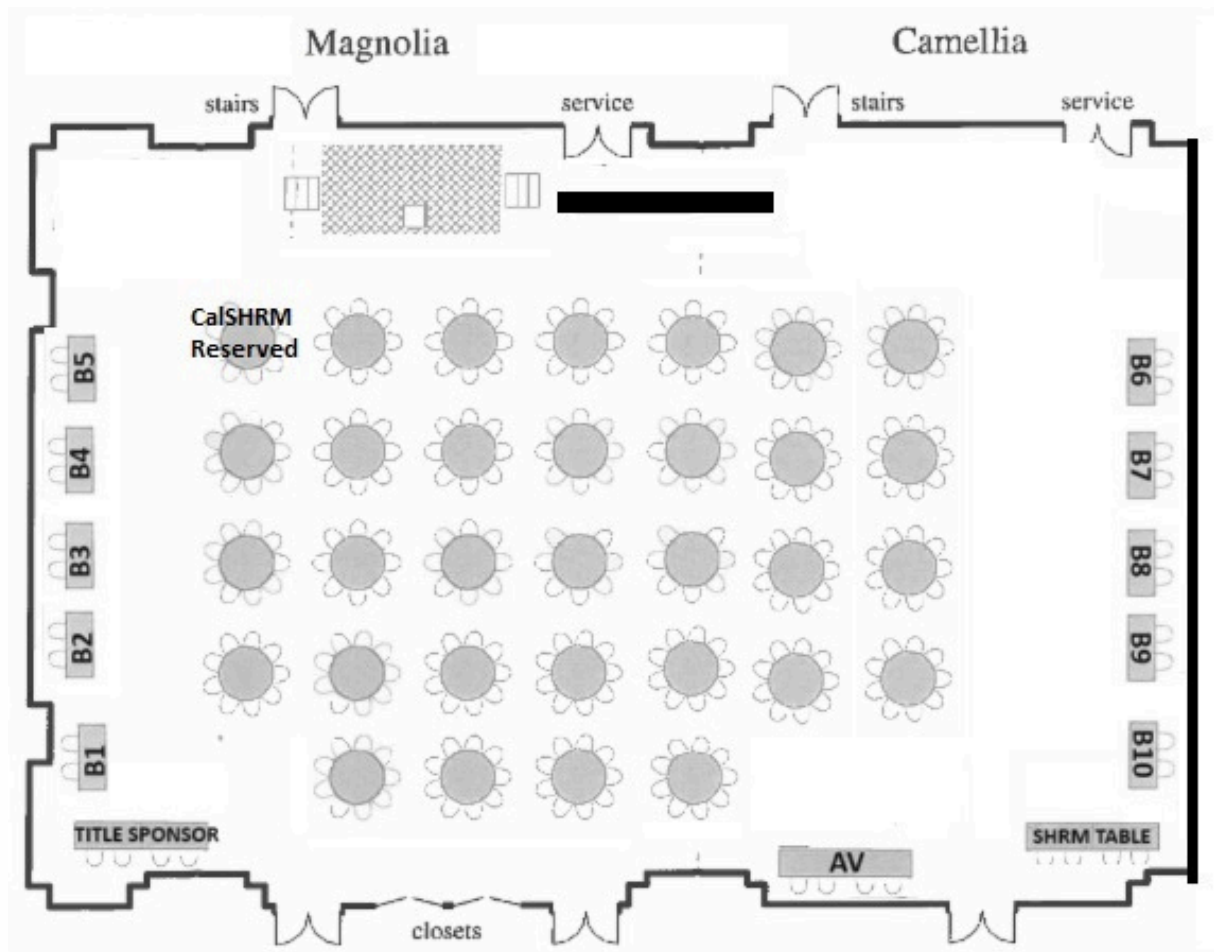 Magnolia
Camellia
stairs
service
stairs
service
CalSHRM
Reserved
B5
B6
B4
B7
B3
B8
B2
B9
B1
B10
TITLE SPONSOR
SHRM TABLE
AV
closets